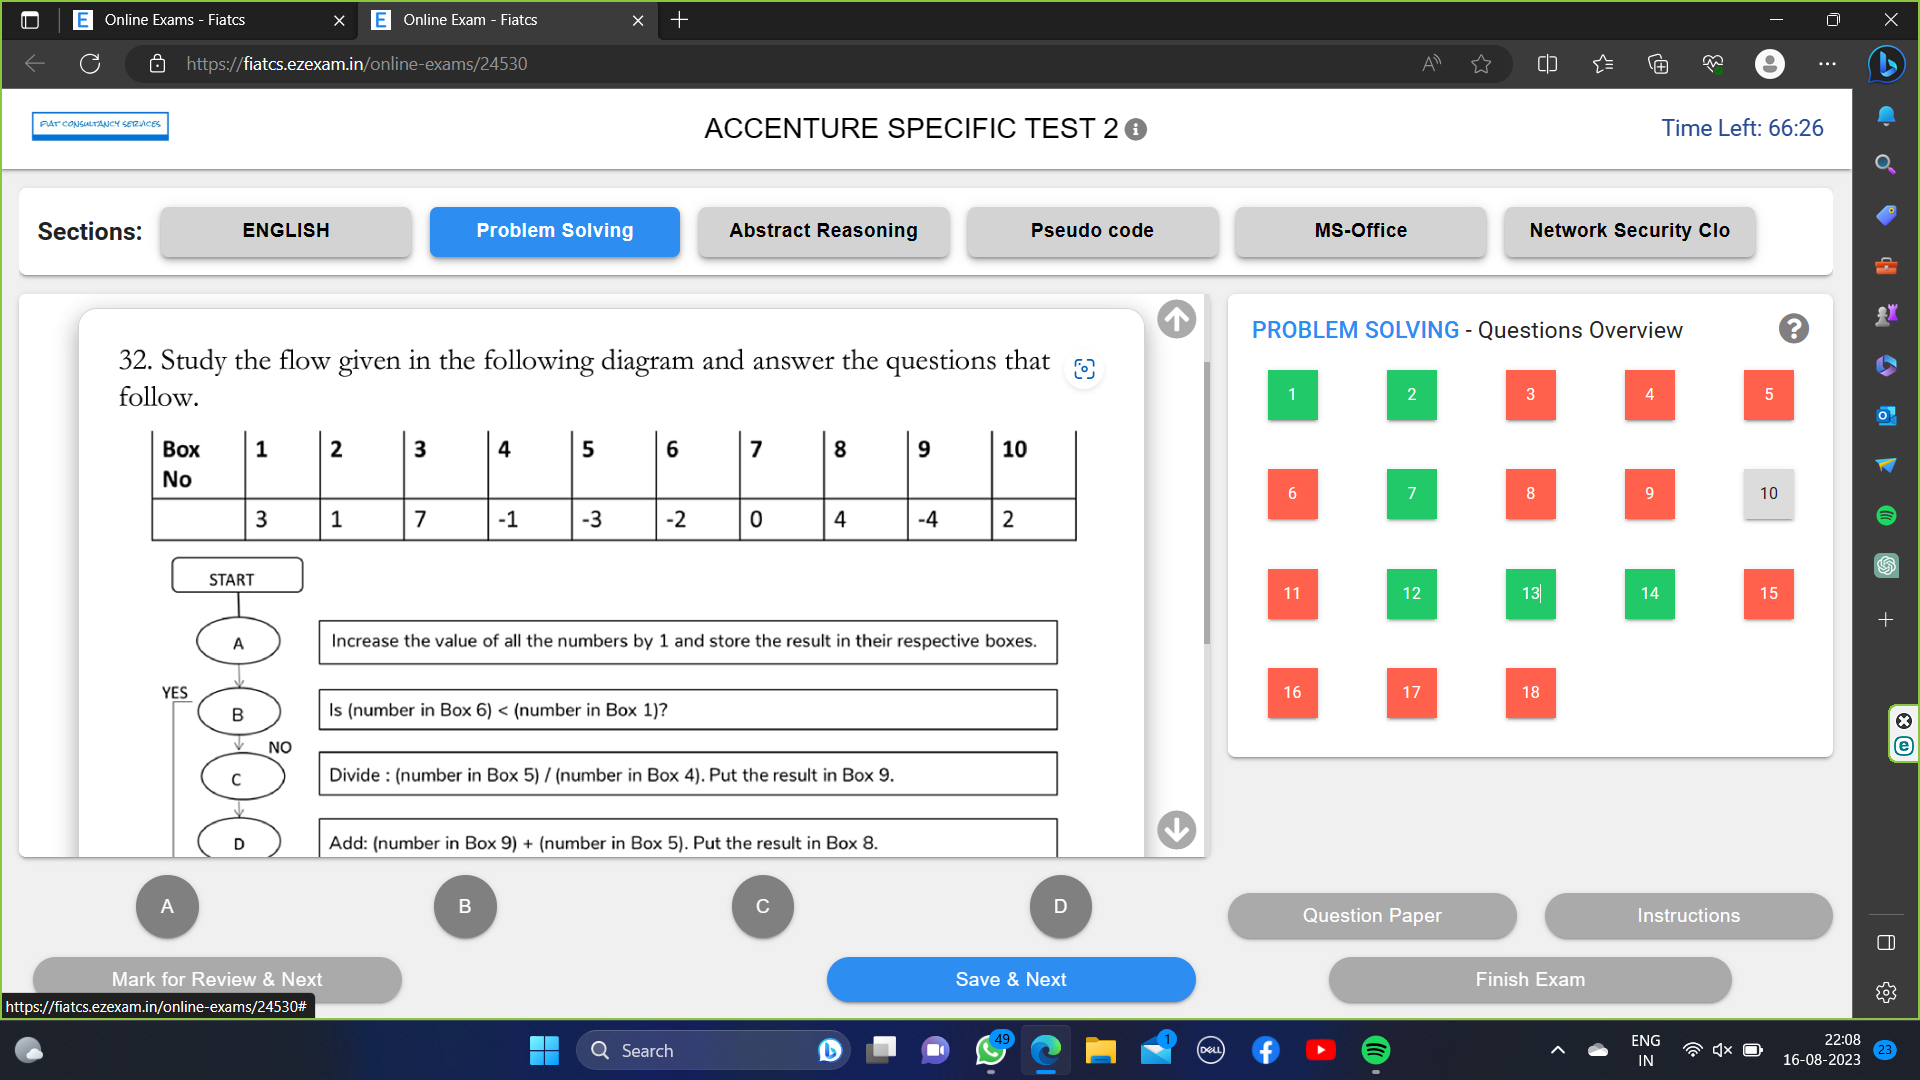 Online Exams - Fiatcs
Online Exam - Fiatcs
https://fiatcs.ezexam.in/online-exams/24530
FIAT CONSULTANCY SERVICES
ACCENTURE SPECIFIC TEST 2
Time Left: 66:26
Sections:
ENGLISH
Problem Solving
Abstract Reasoning
Pseudo code
MS-Office
Network Security Clo
32. Study the flow given in the following diagram and answer the questions that
follow.
Box No 1 2 3 4 5 6 7 8 9 10
3 1 7 -1 -3 -2 0 4 -4 2
START
A
Increase the value of all the numbers by 1 and store the result in their respective boxes.
YES
B
Is (number in Box 6) < (number in Box 1)?
NO
C
Divide : (number in Box 5) / (number in Box 4). Put the result in Box 9.
D
Add: (number in Box 9) + (number in Box 5). Put the result in Box 8.
PROBLEM SOLVING - Questions Overview
1 2 3 4 5
6 7 8 9 10
11 12 13 14 15
16 17 18
A
B
C
D
Question Paper
Instructions
Mark for Review & Next
Save & Next
Finish Exam
https://fiatcs.ezexam.in/online-exams/24530#
Search
49
1
DELL
ENG
IN
22:08
16-08-2023
23